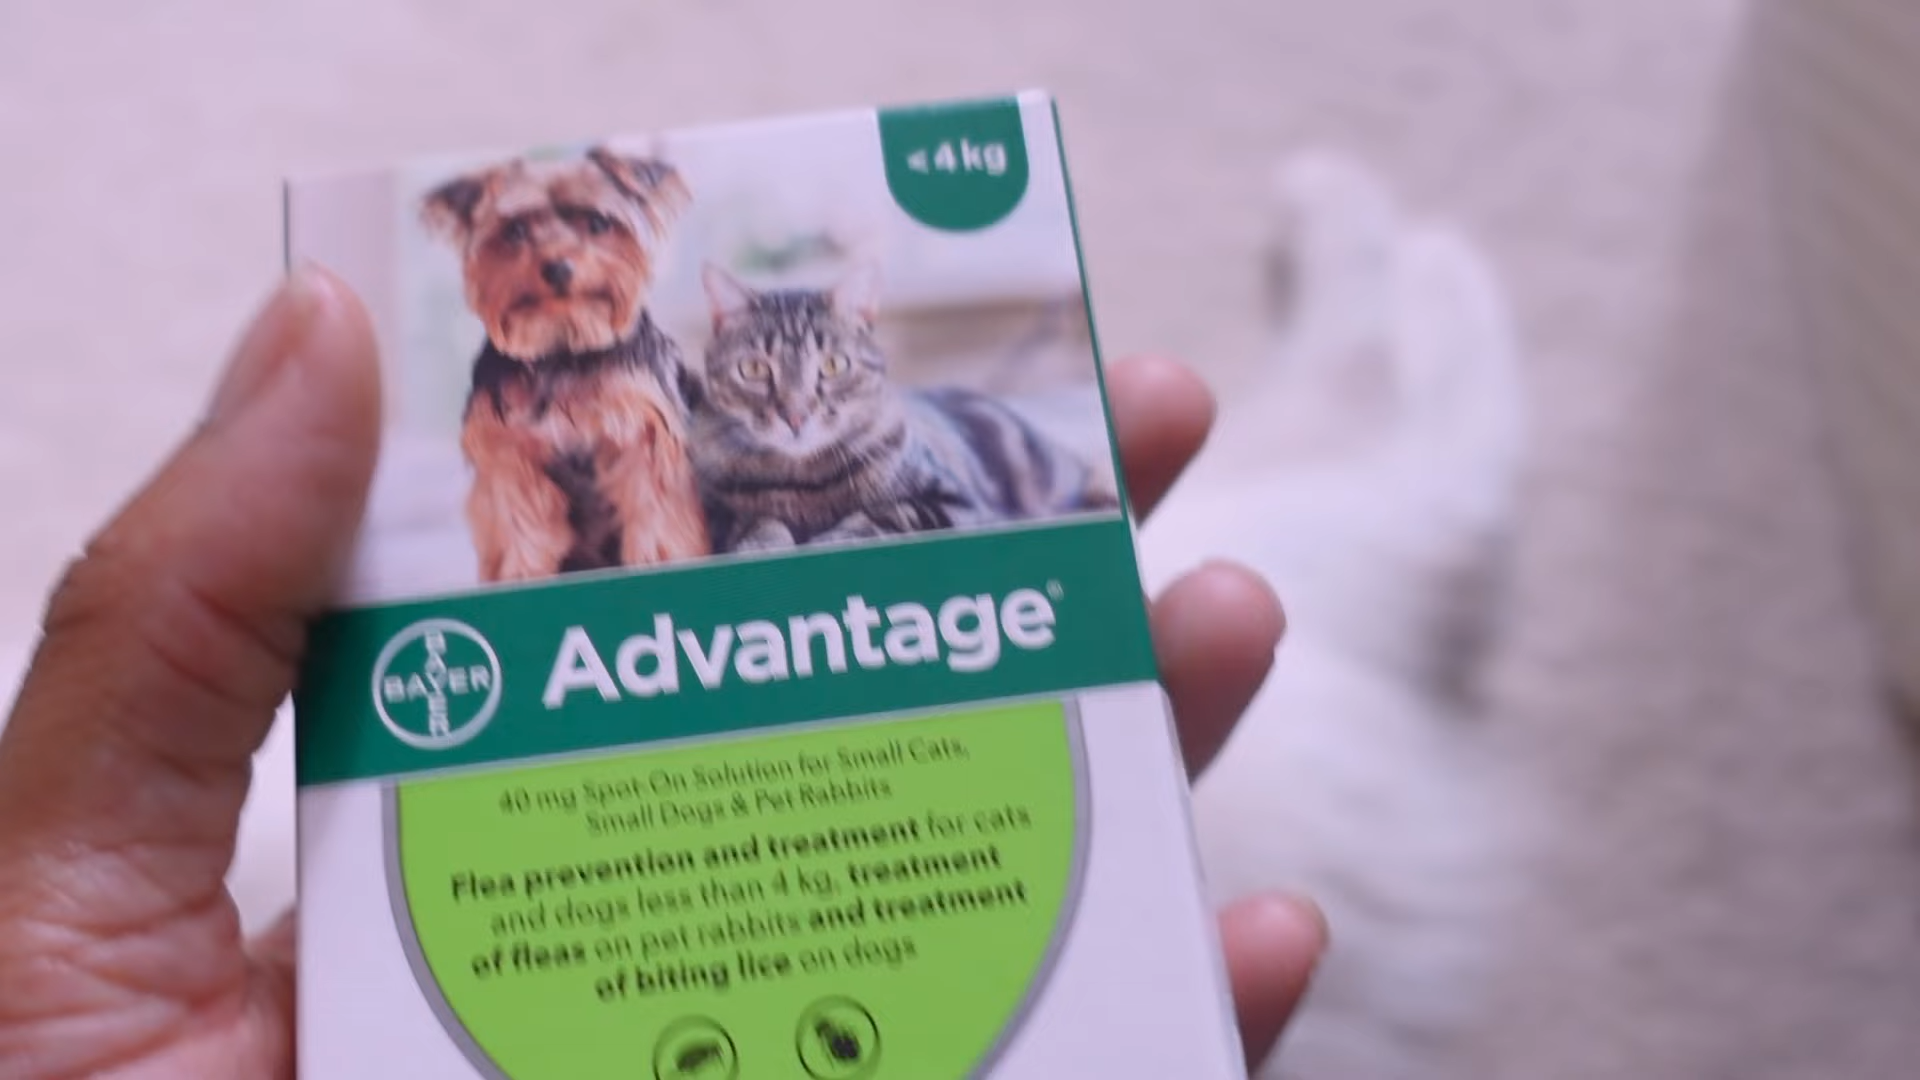 <4kg
BAYER
BAYER
Advantage®
40 mg Spot-On Solution for Small Cats,
Small Dogs & Pet Rabbits
Flea prevention and treatment for cats
and dogs less than 4 kg, treatment
of fleas on pet rabbits and treatment
of biting lice on dogs